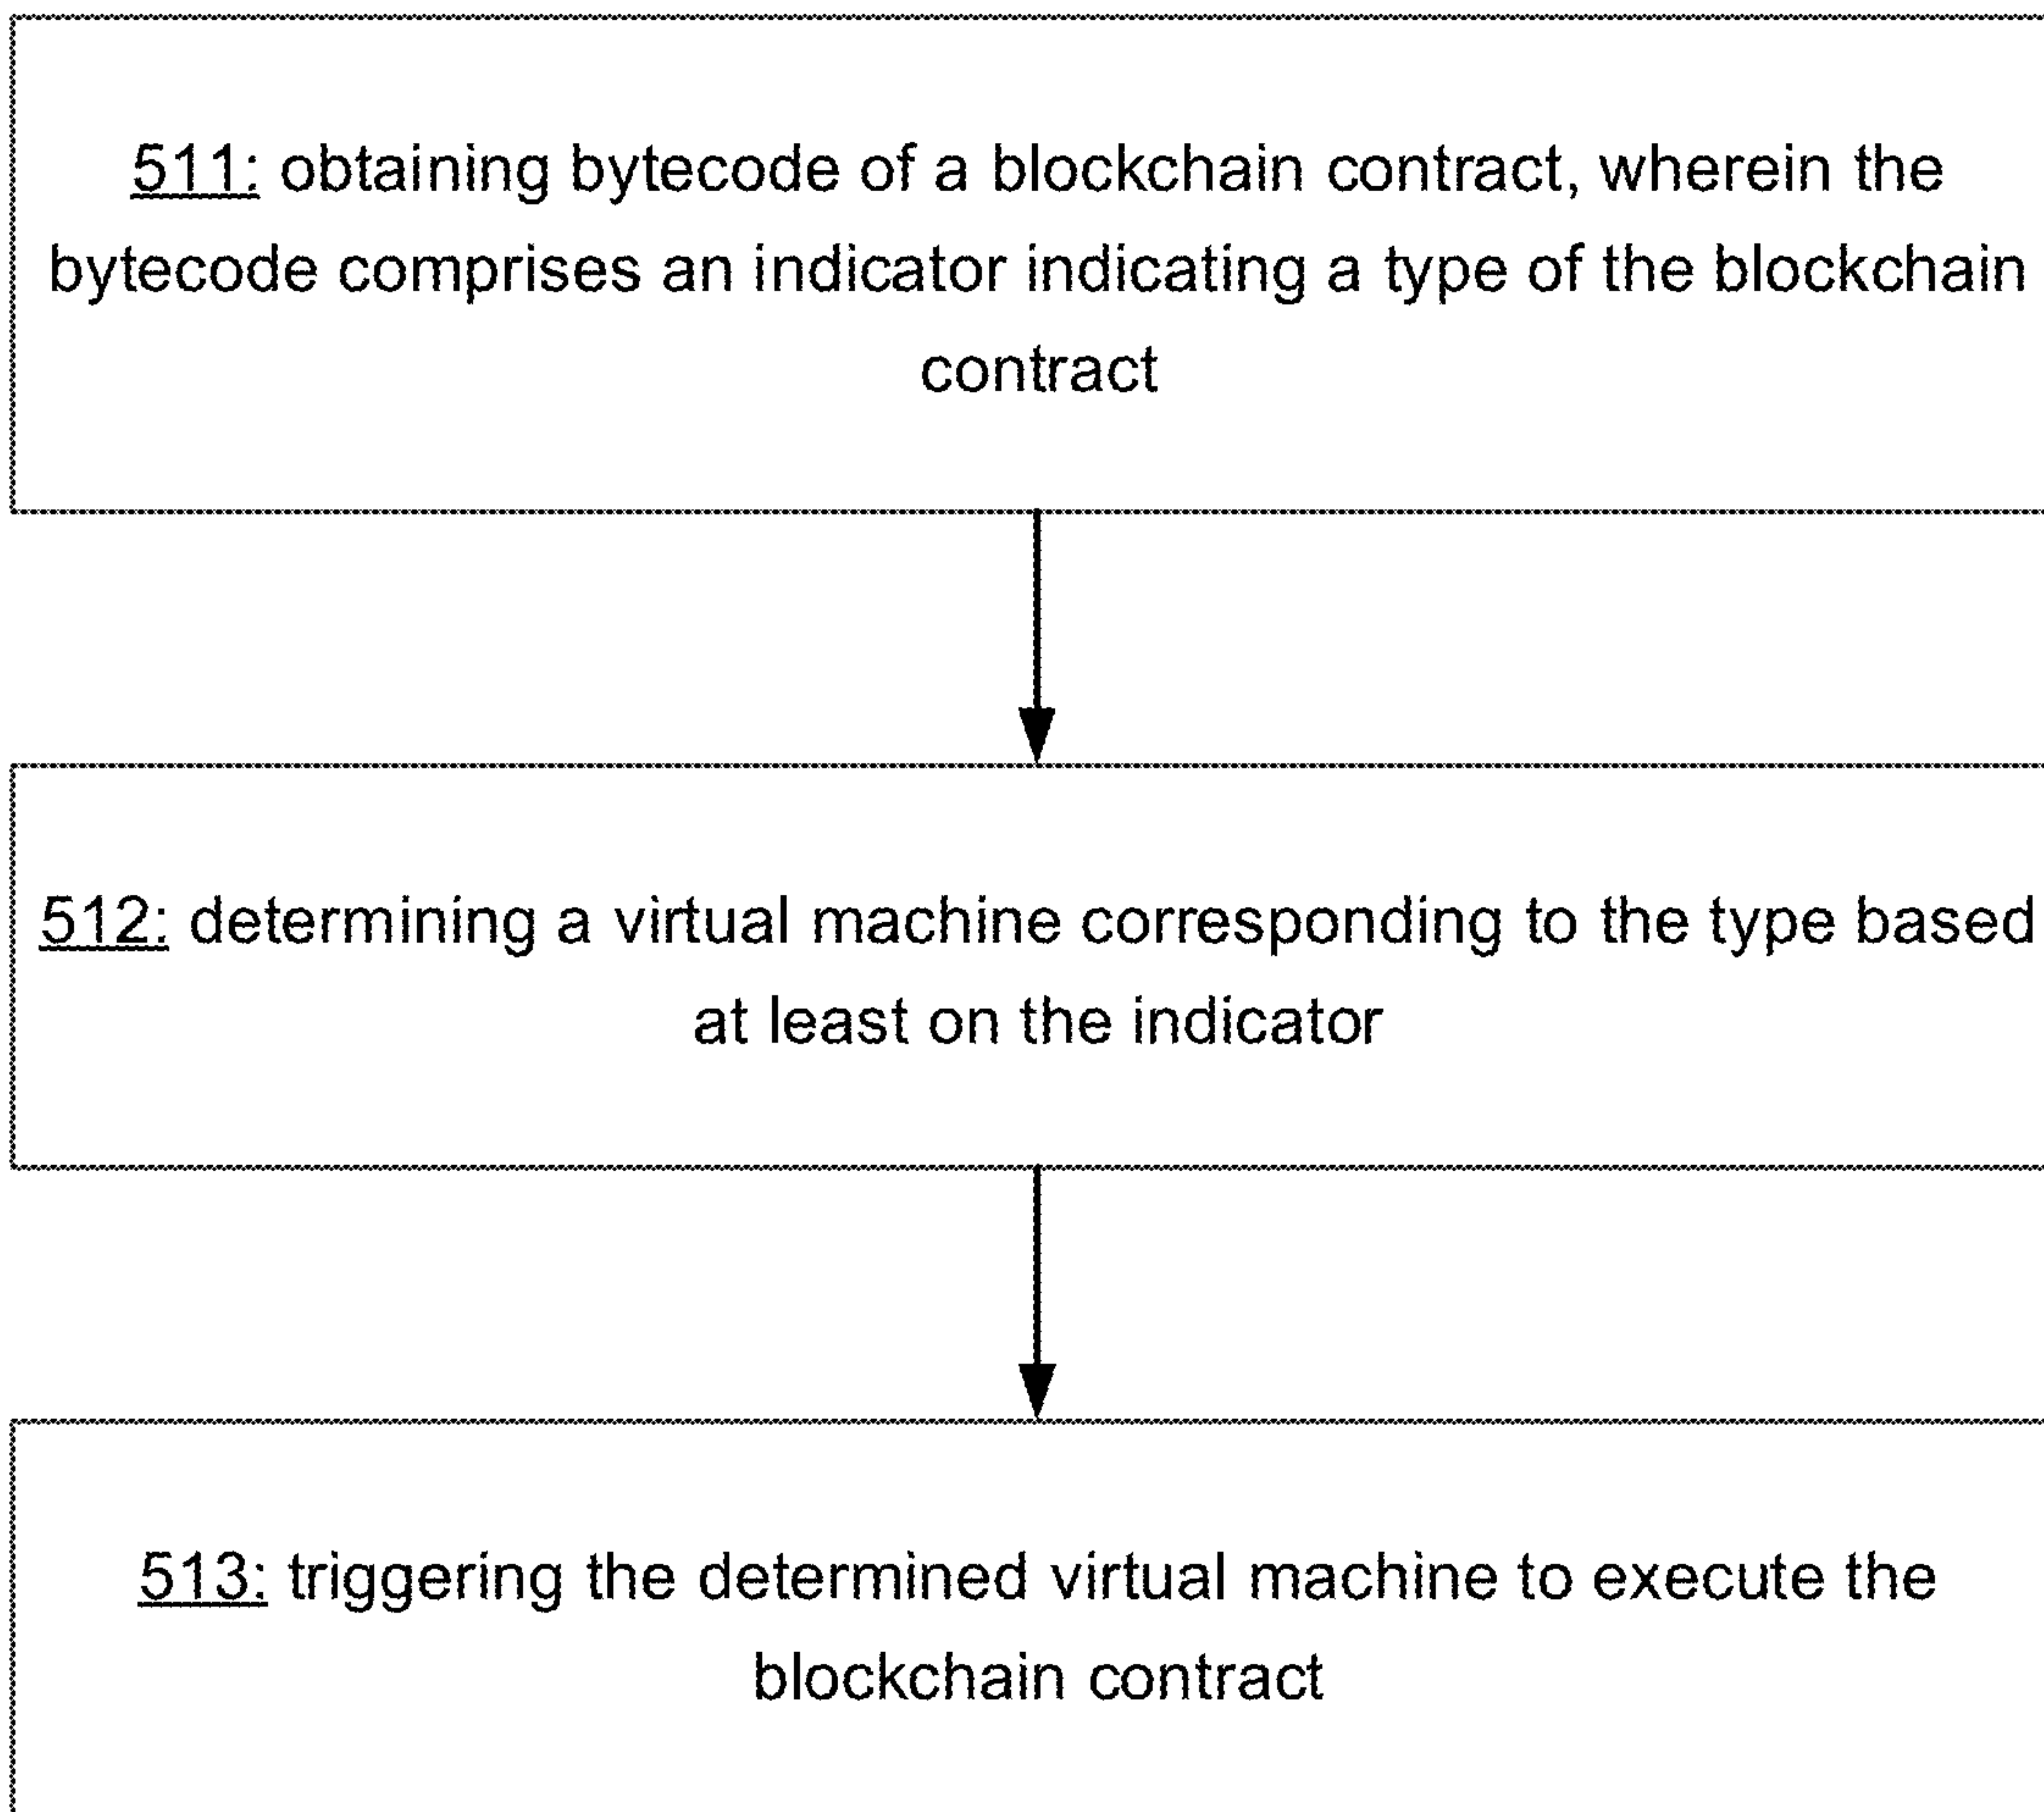 511: obtaining bytecode of a blockchain contract, wherein the
bytecode comprises an indicator indicating a type of the blockchain
contract
512: determining a virtual machine corresponding to the type based
at least on the indicator
513: triggering the determined virtual machine to execute the
blockchain contract